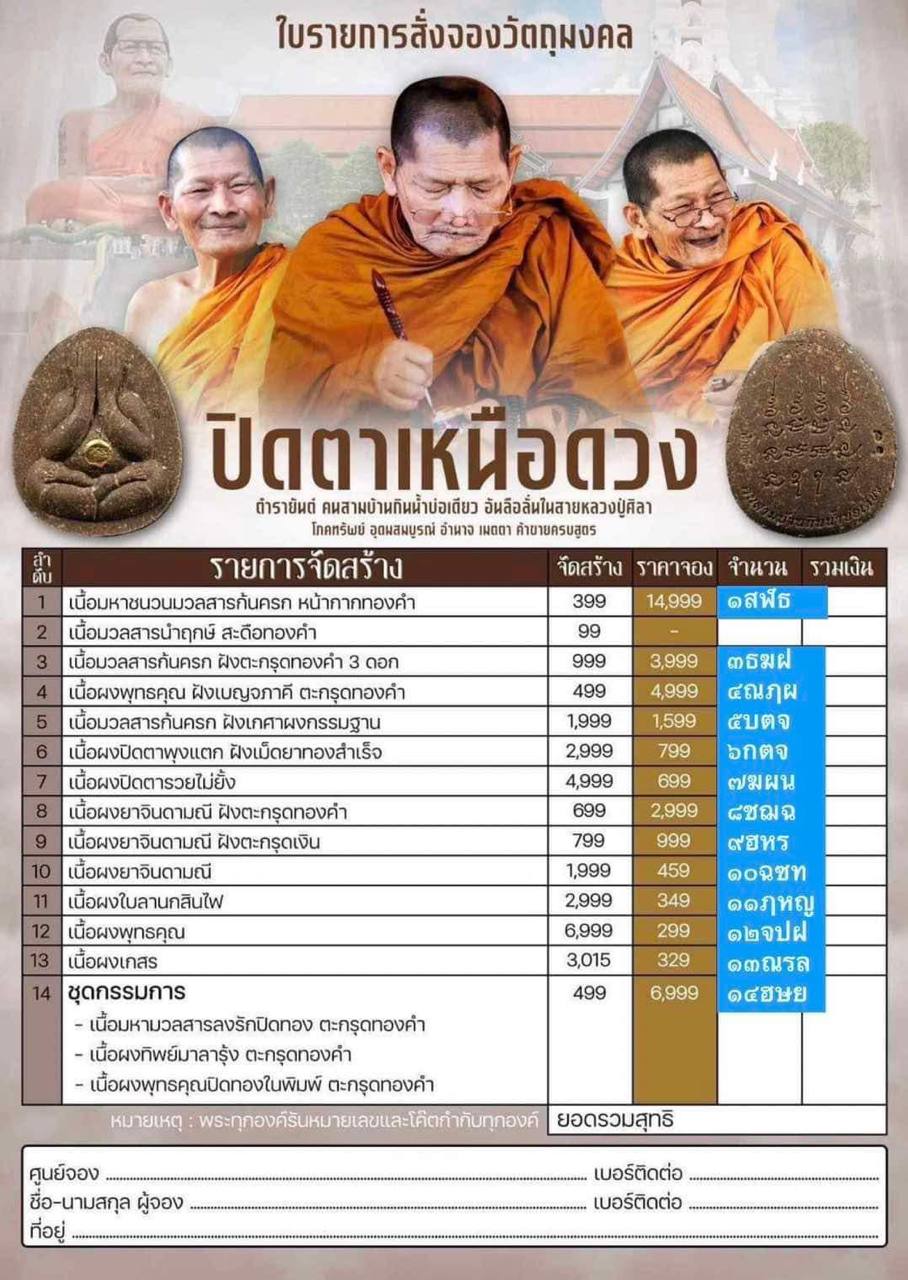 ใบรายการสั่งจองวัตถุมงคล
ปิดตาเหนือดวง
ตำรายันต์ คนสามบ้านกินน้ำบ่อเดียว อันลือลั่นในสายหลวงปู่ศิลา
โภคทรัพย์ อุดมสมบูรณ์ อำนาจ เมตตา ค้าขายครบสูตร
ลำดับ รายการจัดสร้าง จัดสร้าง ราคาจอง จำนวน รวมเงิน
1 เนื้อมหาชนวนมวลสารก้นครก หน้ากากทองคำ 399 14,999 ๑สฬธ
2 เนื้อมวลสารนำฤกษ์ สะดือทองคำ 99 -
3 เนื้อมวลสารก้นครก ฝังตะกรุดทองคำ 3 ดอก 999 3,999 ๓ธฆฝ
4 เนื้อผงพุทธคุณ ฝังเบญจภาคี ตะกรุดทองคำ 499 4,999 ๔ณฦผ
5 เนื้อมวลสารก้นครก ฝังเกศาผงกรรมฐาน 1,999 1,599 ๕บตจ
6 เนื้อผงปิดตาพุงแตก ฝังเม็ดยาทองสำเร็จ 2,999 799 ๖กตจ
7 เนื้อผงปิดตารวยไม่ยั้ง 4,999 699 ๗ฆผน
8 เนื้อผงยาจินดามณี ฝังตะกรุดทองคำ 699 2,999 ๘ซฌฉ
9 เนื้อผงยาจินดามณี ฝังตะกรุดเงิน 799 999 ๙ฮหร
10 เนื้อผงยาจินดามณี 1,999 459 ๑๐ฉซท
11 เนื้อผงใบลานกสินไฟ 2,999 349 ๑๑ฦหญ
12 เนื้อผงพุทธคุณ 6,999 299 ๑๒จปฝ
13 เนื้อผงเกสร 3,015 329 ๑๓ณรล
14 ชุดกรรมการ 499 6,999 ๑๔ฮษย
- เนื้อมหามวลสารลงรักปิดทอง ตะกรุดทองคำ
- เนื้อผงทิพย์มาลารุ้ง ตะกรุดทองคำ
- เนื้อผงพุทธคุณปิดทองในพิมพ์ ตะกรุดทองคำ
หมายเหตุ : พระทุกองค์รันหมายเลขและโค๊ตกำกับทุกองค์ ยอดรวมสุทธิ
ศูนย์จอง เบอร์ติดต่อ
ชื่อ-นามสกุล ผู้จอง เบอร์ติดต่อ
ที่อยู่